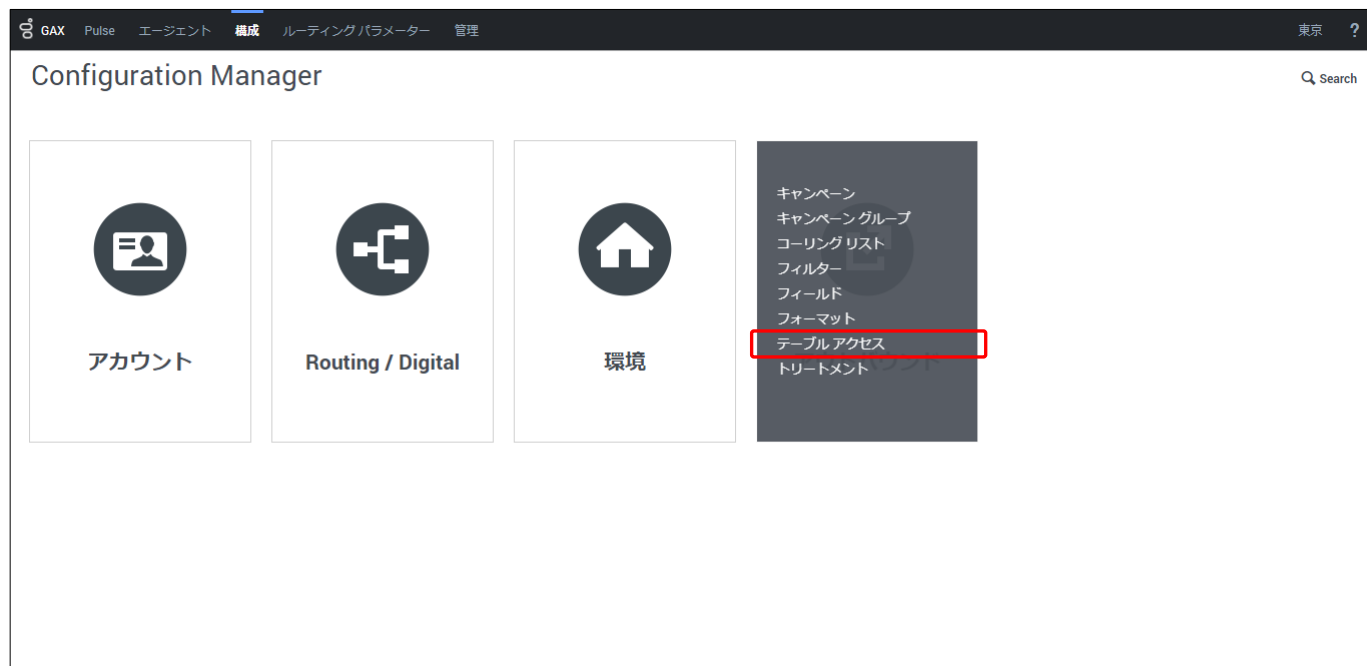 GAX Pulse エージェント 構成 ルーティング パラメーター 管理 東京 ?
Configuration Manager
Search
キャンペーン
キャンペーン グループ
コーリング リスト
フィルター
フィールド
フォーマット
テーブル アクセス
トリートメント
アカウント
Routing / Digital
環境